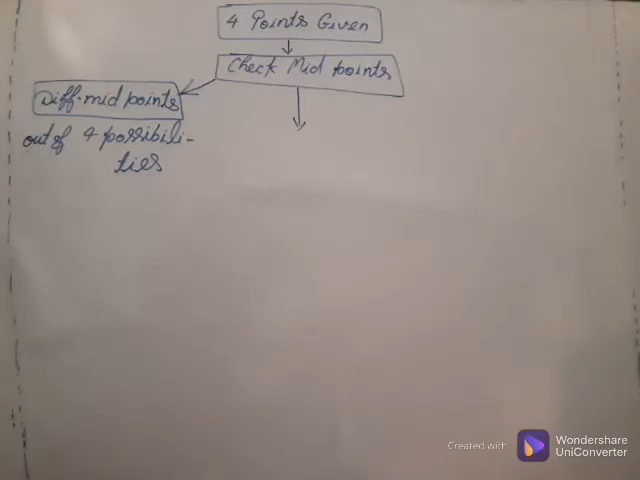 4 Points Given
Check Mid points
Diff. mid points
out of 4 possibili-
ties
Created with
Wondershare
UniConverter